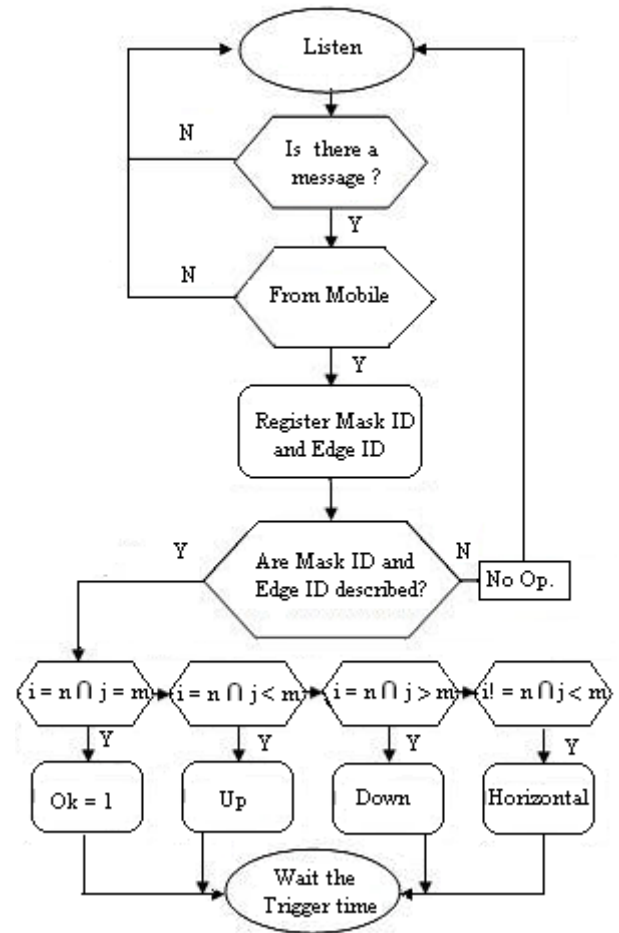 Listen
N
Is there a
message ?
Y
N
From Mobile
Y
Register Mask ID
and Edge ID
Y
Are Mask ID and
Edge ID described?
N
No Op.
i = n ∩ j = m
i = n ∩ j < m
i = n ∩ j > m
i! = n ∩ j < m
Y
Y
Y
Y
Ok = 1
Up
Down
Horizontal
Wait the
Trigger time